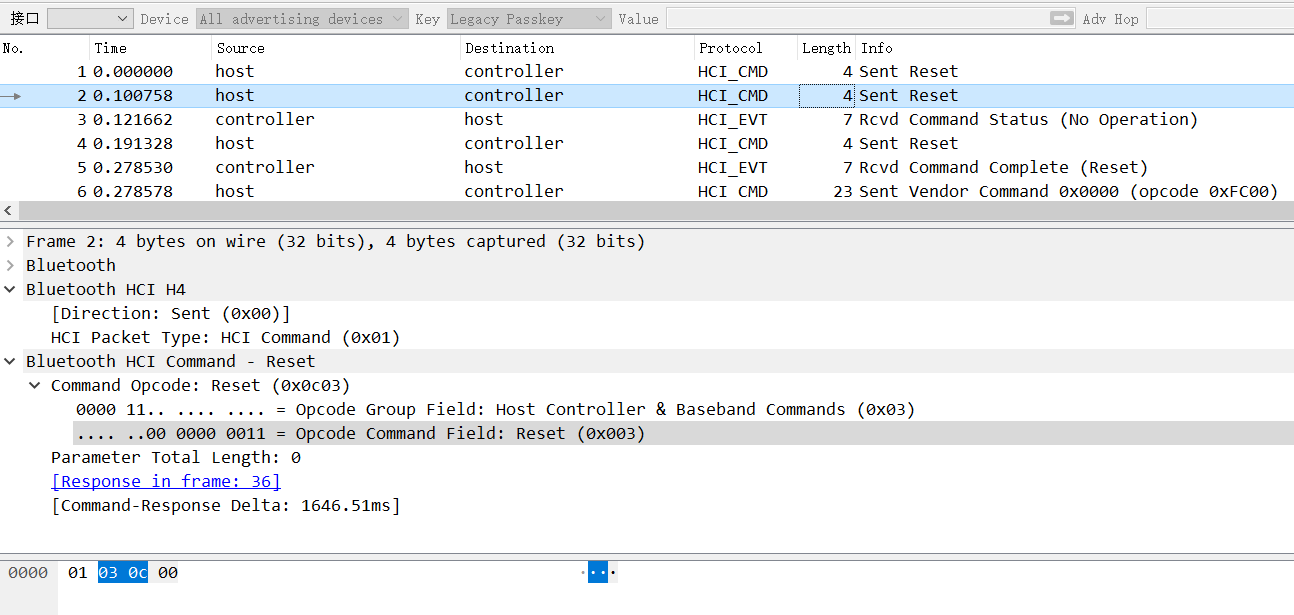 接口 Device All advertising devices Key Legacy Passkey Value Adv Hop
No. Time Source Destination Protocol Length Info
1 0.000000 host controller HCI_CMD 4 Sent Reset
2 0.100758 host controller HCI_CMD 4 Sent Reset
3 0.121662 controller host HCI_EVT 7 Rcvd Command Status (No Operation)
4 0.191328 host controller HCI_CMD 4 Sent Reset
5 0.278530 controller host HCI_EVT 7 Rcvd Command Complete (Reset)
6 0.278578 host controller HCI_CMD 23 Sent Vendor Command 0x0000 (opcode 0xFC00)
Frame 2: 4 bytes on wire (32 bits), 4 bytes captured (32 bits)
Bluetooth
Bluetooth HCI H4
[Direction: Sent (0x00)]
HCI Packet Type: HCI Command (0x01)
Bluetooth HCI Command - Reset
Command Opcode: Reset (0x0c03)
0000 11.. .... .... = Opcode Group Field: Host Controller & Baseband Commands (0x03)
.... ..00 0000 0011 = Opcode Command Field: Reset (0x003)
Parameter Total Length: 0
[Response in frame: 36]
[Command-Response Delta: 1646.51ms]
0000 01 03 0c 00 ····